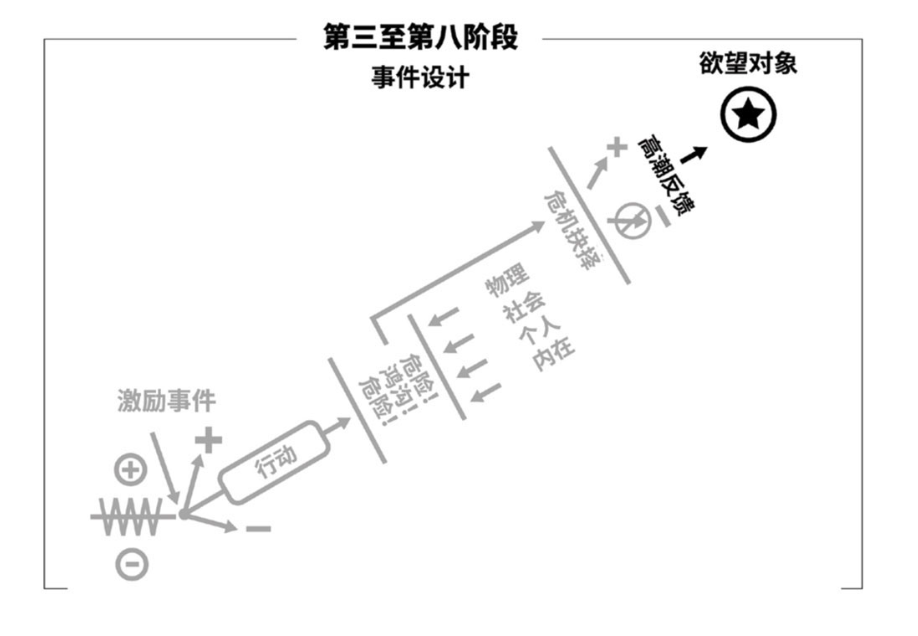 第三至第八阶段
事件设计
欲望对象
高潮反馈
危机抉择
物理
社会
个人
内在
危险!
鸿沟!
危险!
激励事件
行动